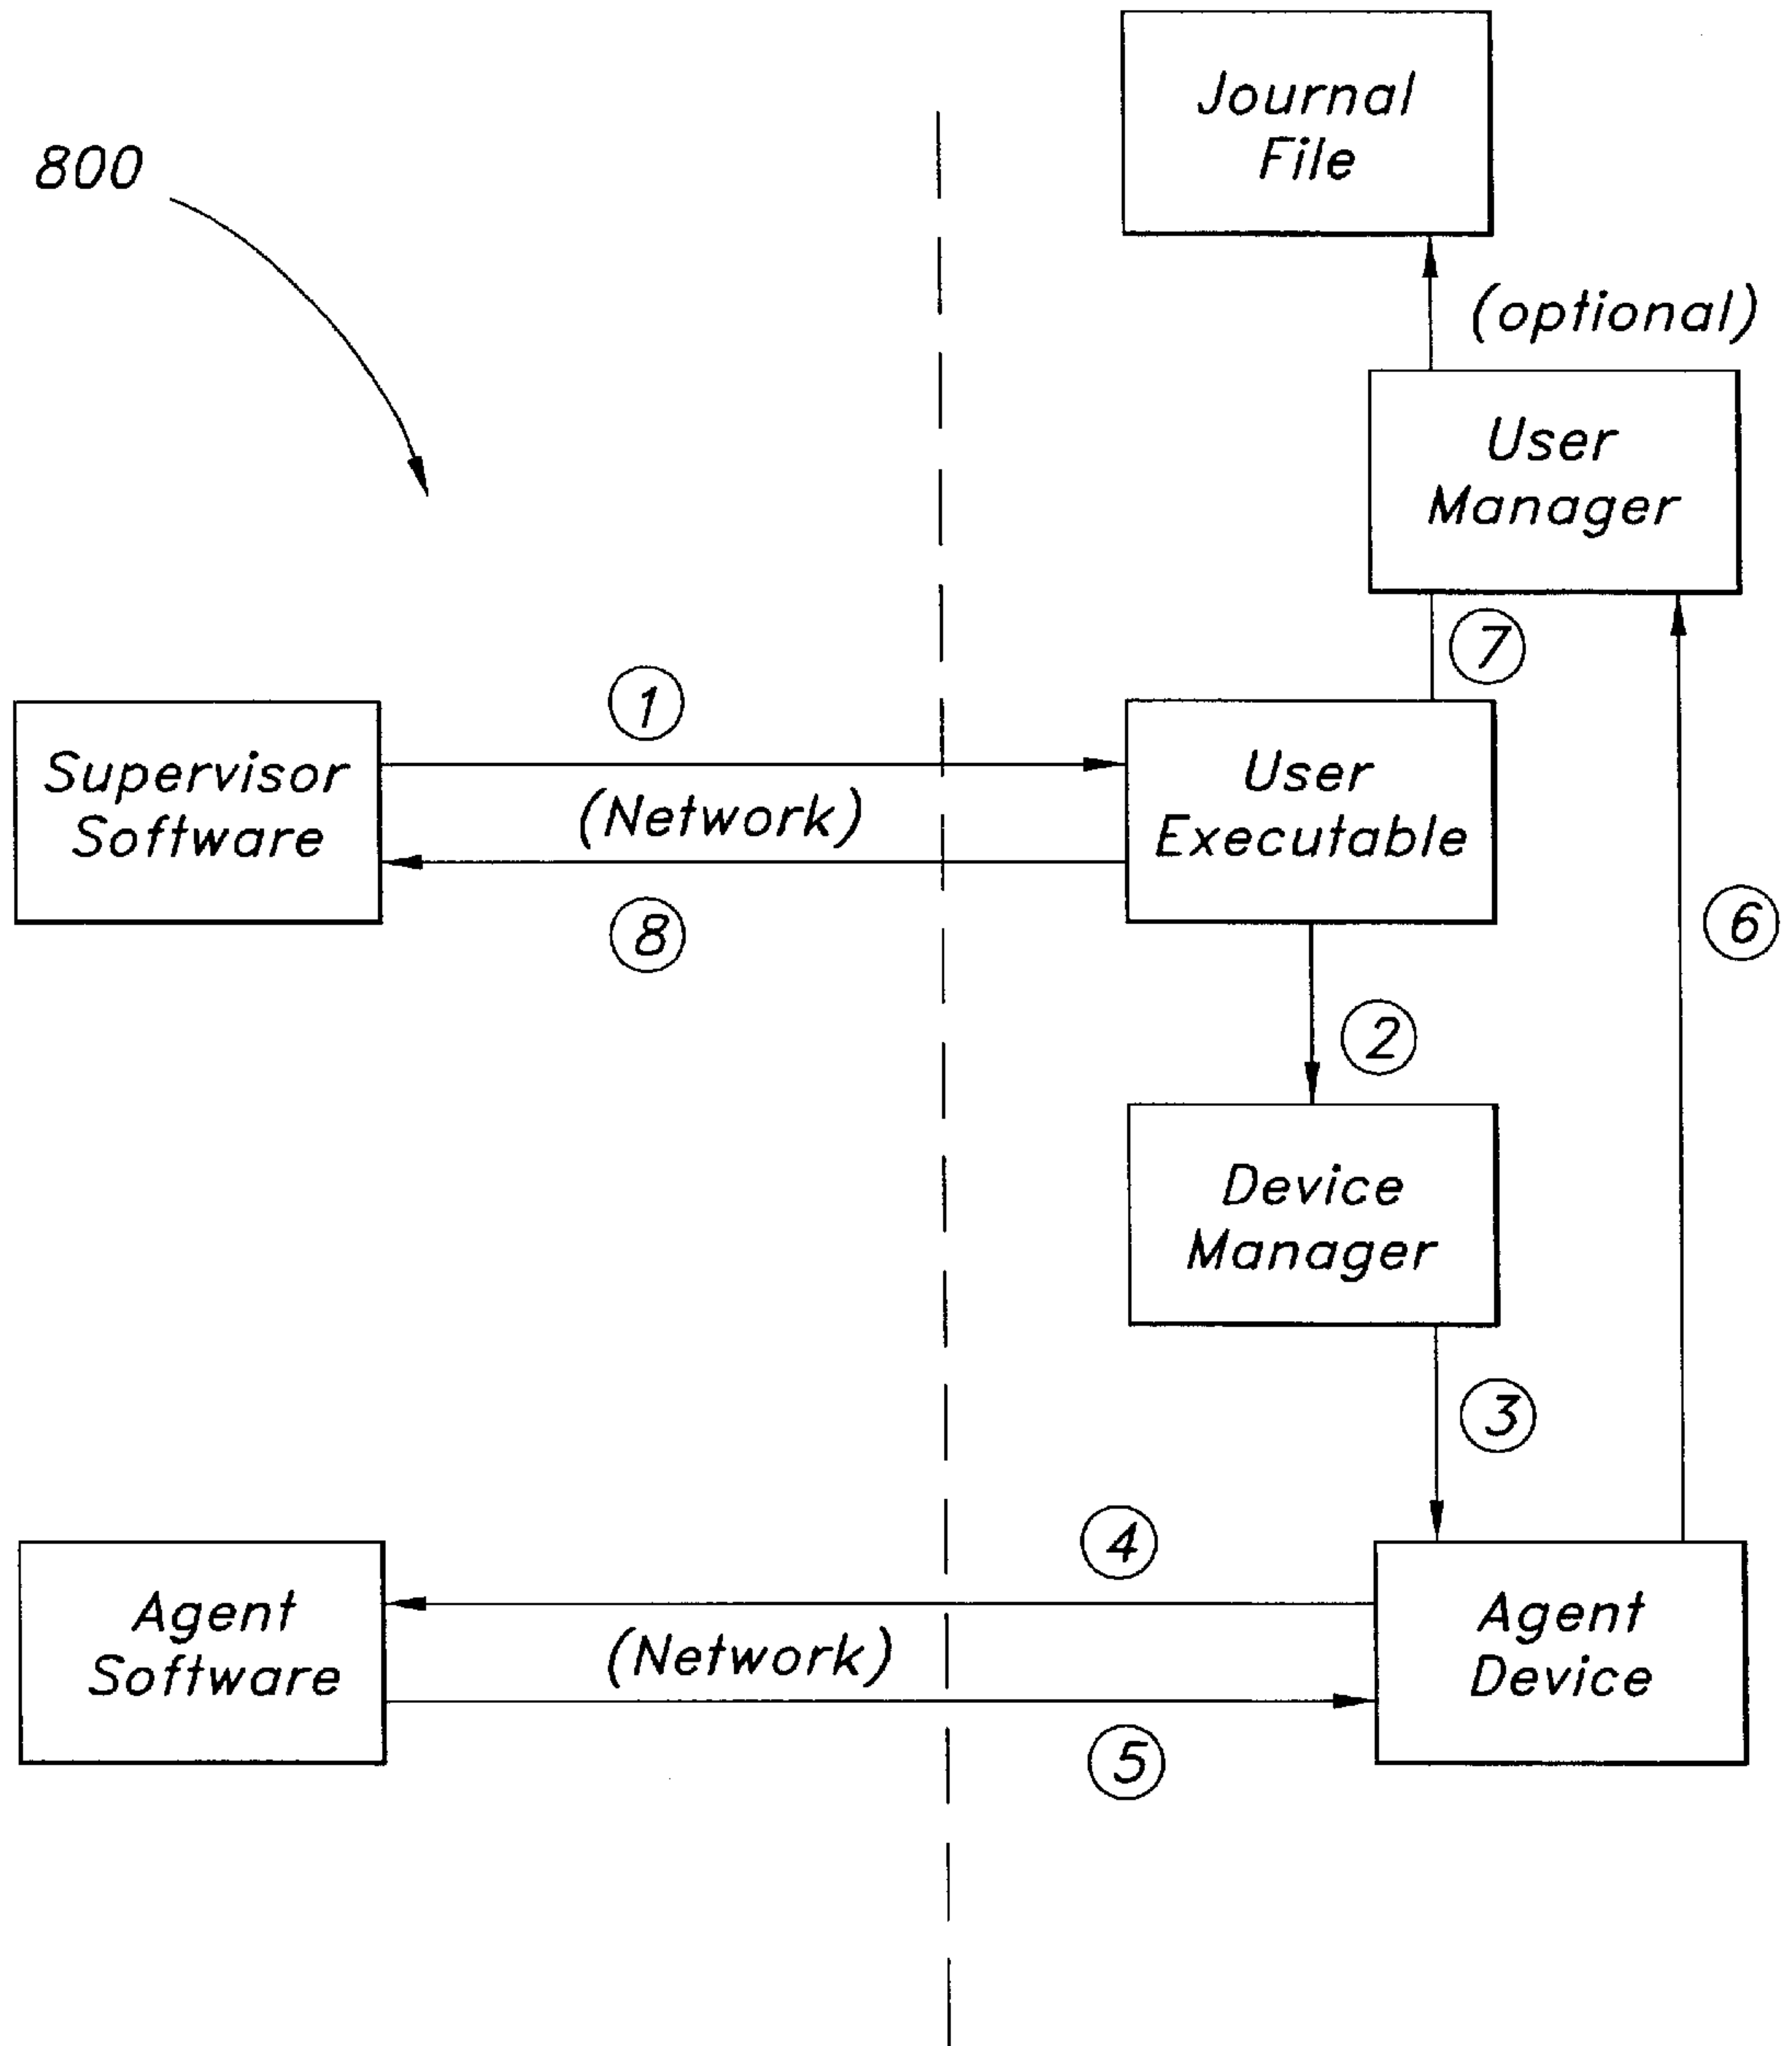 Journal
File
800
(optional)
User
Manager
7
1
Supervisor
Software
(Network)
User
Executable
8
6
2
Device
Manager
3
4
Agent
Software
(Network)
Agent
Device
5